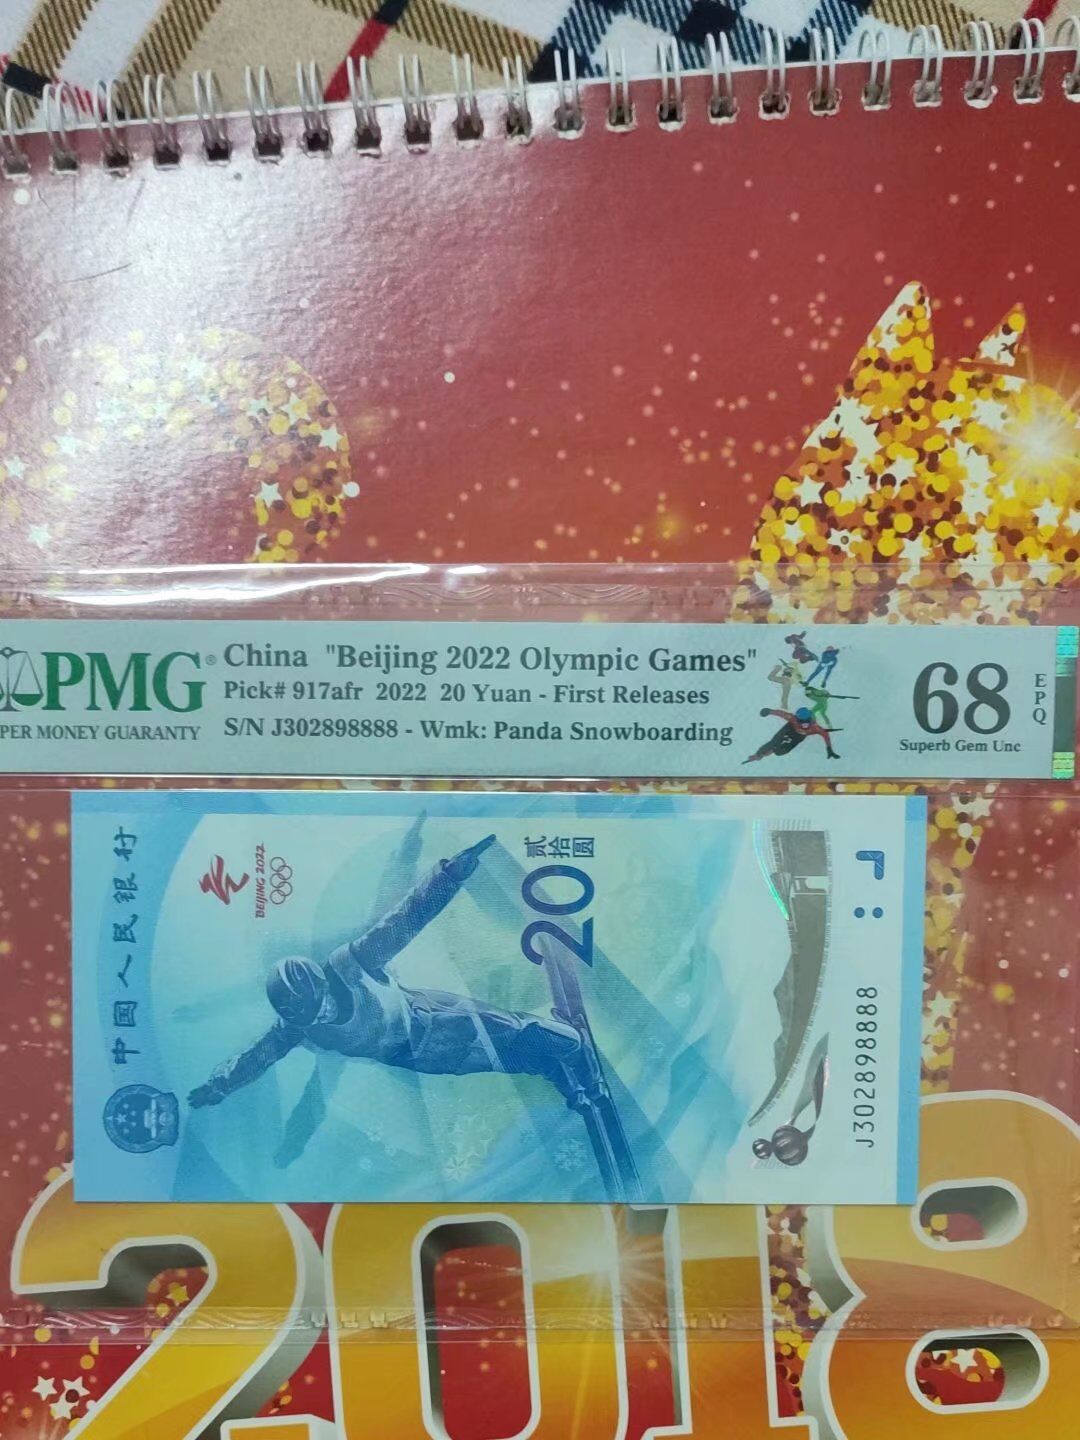 PMG® China "Beijing 2022 Olympic Games"
Pick# 917afr 2022 20 Yuan - First Releases
PER MONEY GUARANTY S/N J302898888 - Wmk: Panda Snowboarding
68 EPQ
Superb Gem Unc
中国人民银行
BEIJING 2022
贰拾圆
20
J302898888
2018